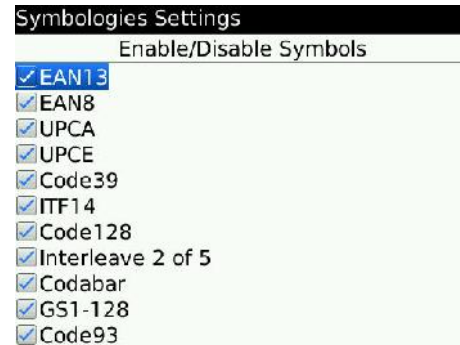 Symbologies Settings
Enable/Disable Symbols
EAN13
EAN8
UPCA
UPCE
Code39
ITF14
Code128
Interleave 2 of 5
Codabar
GS1-128
Code93